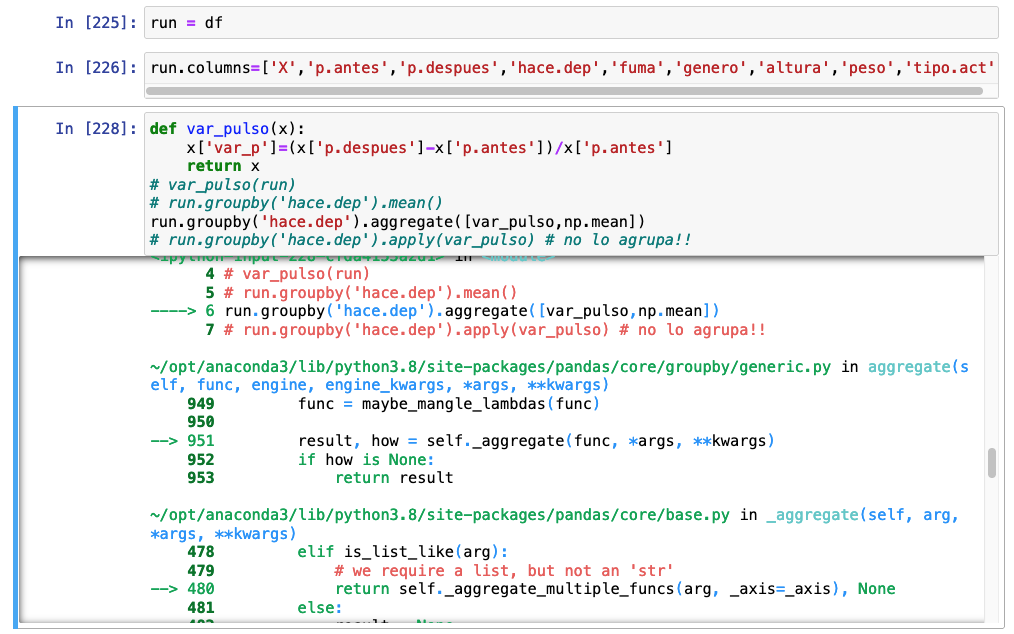 In [225]: run = df
In [226]: run.columns=['X','p.antes','p.despues','hace.dep','fuma','genero','altura','peso','tipo.act'
In [228]: def var_pulso(x):
    x['var_p']=(x['p.despues']-x['p.antes'])/x['p.antes']
    return x
# var_pulso(run)
# run.groupby('hace.dep').mean()
run.groupby('hace.dep').aggregate([var_pulso,np.mean])
# run.groupby('hace.dep').apply(var_pulso) # no lo agrupa!!
in <module>
4 # var_pulso(run)
5 # run.groupby('hace.dep').mean()
----> 6 run.groupby('hace.dep').aggregate([var_pulso,np.mean])
7 # run.groupby('hace.dep').apply(var_pulso) # no lo agrupa!!
~/opt/anaconda3/lib/python3.8/site-packages/pandas/core/groupby/generic.py in aggregate(s
elf, func, engine, engine_kwargs, *args, **kwargs)
949         func = maybe_mangle_lambdas(func)
950
--> 951         result, how = self._aggregate(func, *args, **kwargs)
952         if how is None:
953             return result
~/opt/anaconda3/lib/python3.8/site-packages/pandas/core/base.py in _aggregate(self, arg,
*args, **kwargs)
478         elif is_list_like(arg):
479             # we require a list, but not an 'str'
--> 480             return self._aggregate_multiple_funcs(arg, _axis=_axis), None
481         else: